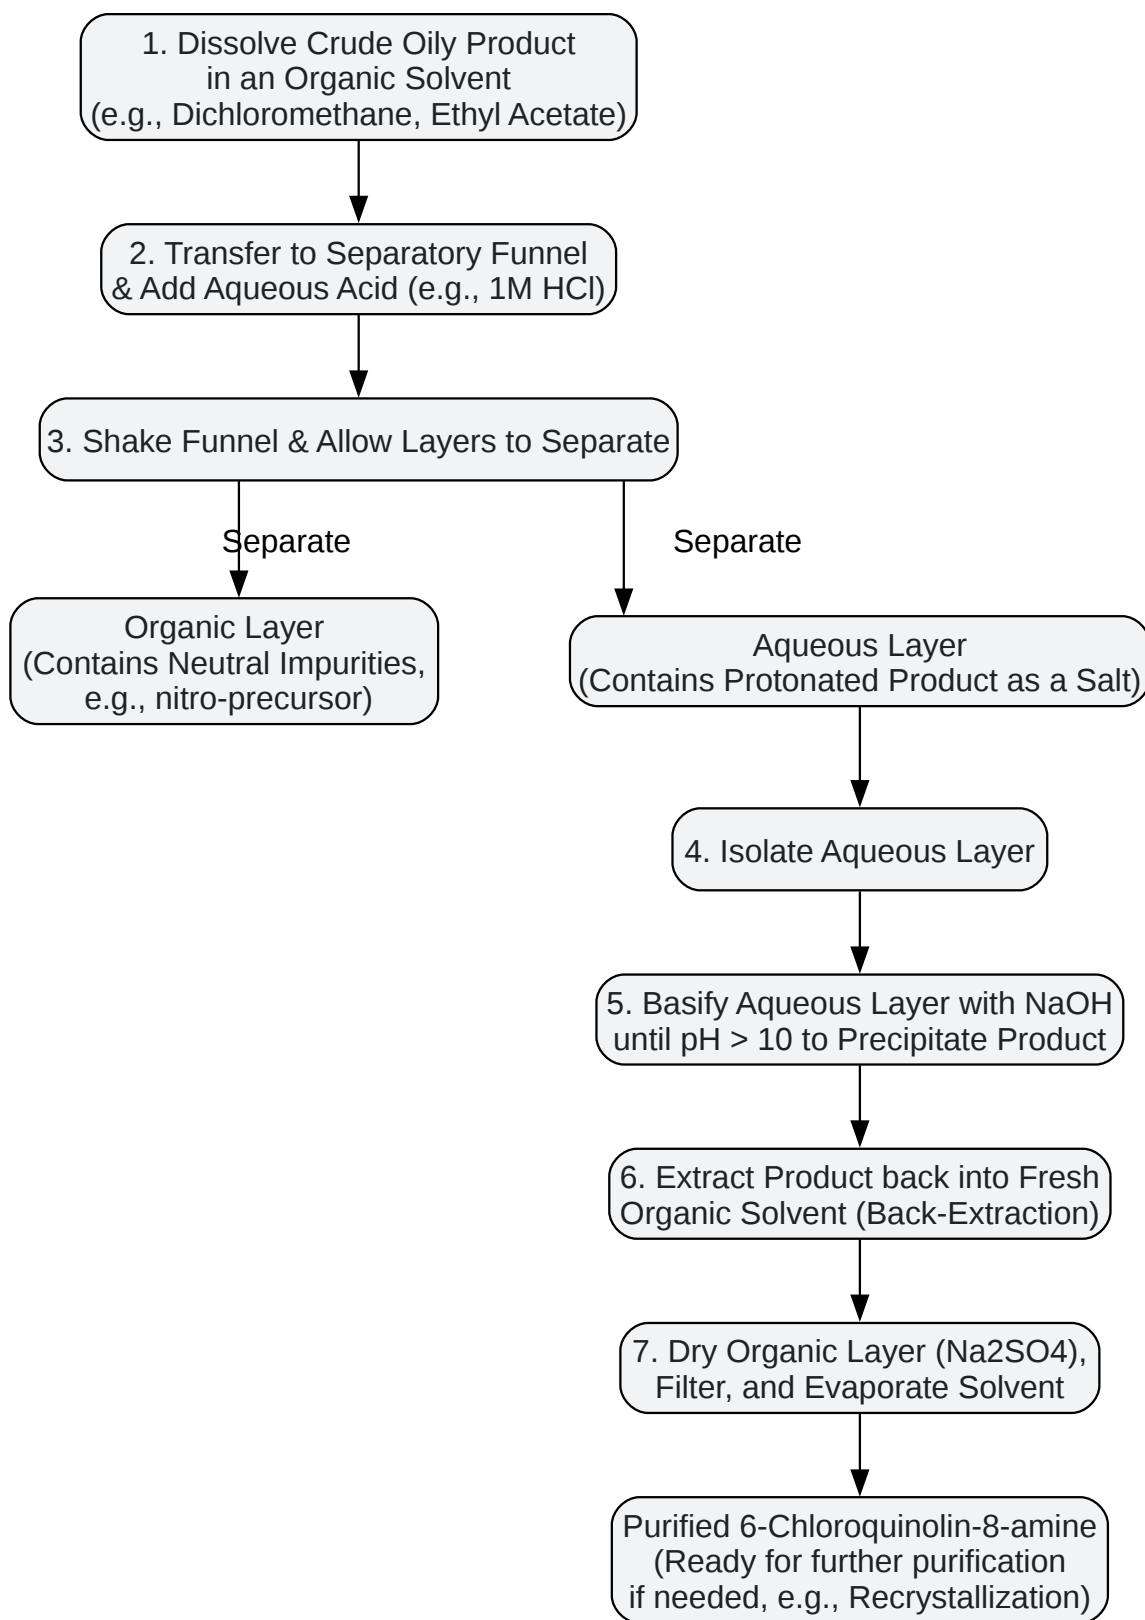 1. Dissolve Crude Oily Product
in an Organic Solvent
(e.g., Dichloromethane, Ethyl Acetate)
2. Transfer to Separatory Funnel
& Add Aqueous Acid (e.g., 1M HCl)
3. Shake Funnel & Allow Layers to Separate
Separate
Separate
Organic Layer
(Contains Neutral Impurities,
e.g., nitro-precursor)
Aqueous Layer
(Contains Protonated Product as a Salt)
4. Isolate Aqueous Layer
5. Basify Aqueous Layer with NaOH
until pH > 10 to Precipitate Product
6. Extract Product back into Fresh
Organic Solvent (Back-Extraction)
7. Dry Organic Layer (Na2SO4),
Filter, and Evaporate Solvent
Purified 6-Chloroquinolin-8-amine
(Ready for further purification
if needed, e.g., Recrystallization)